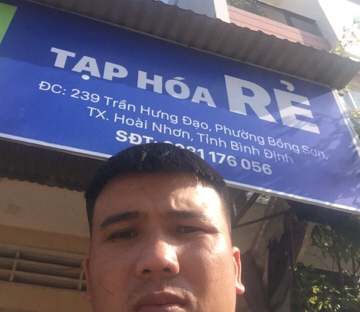 TẠP HÓA RẺ
ĐC: 239 Trần Hưng Đạo, Phường Bồng Sơn,
TX. Hoài Nhơn, Tỉnh Bình Định
SĐT: 176 056